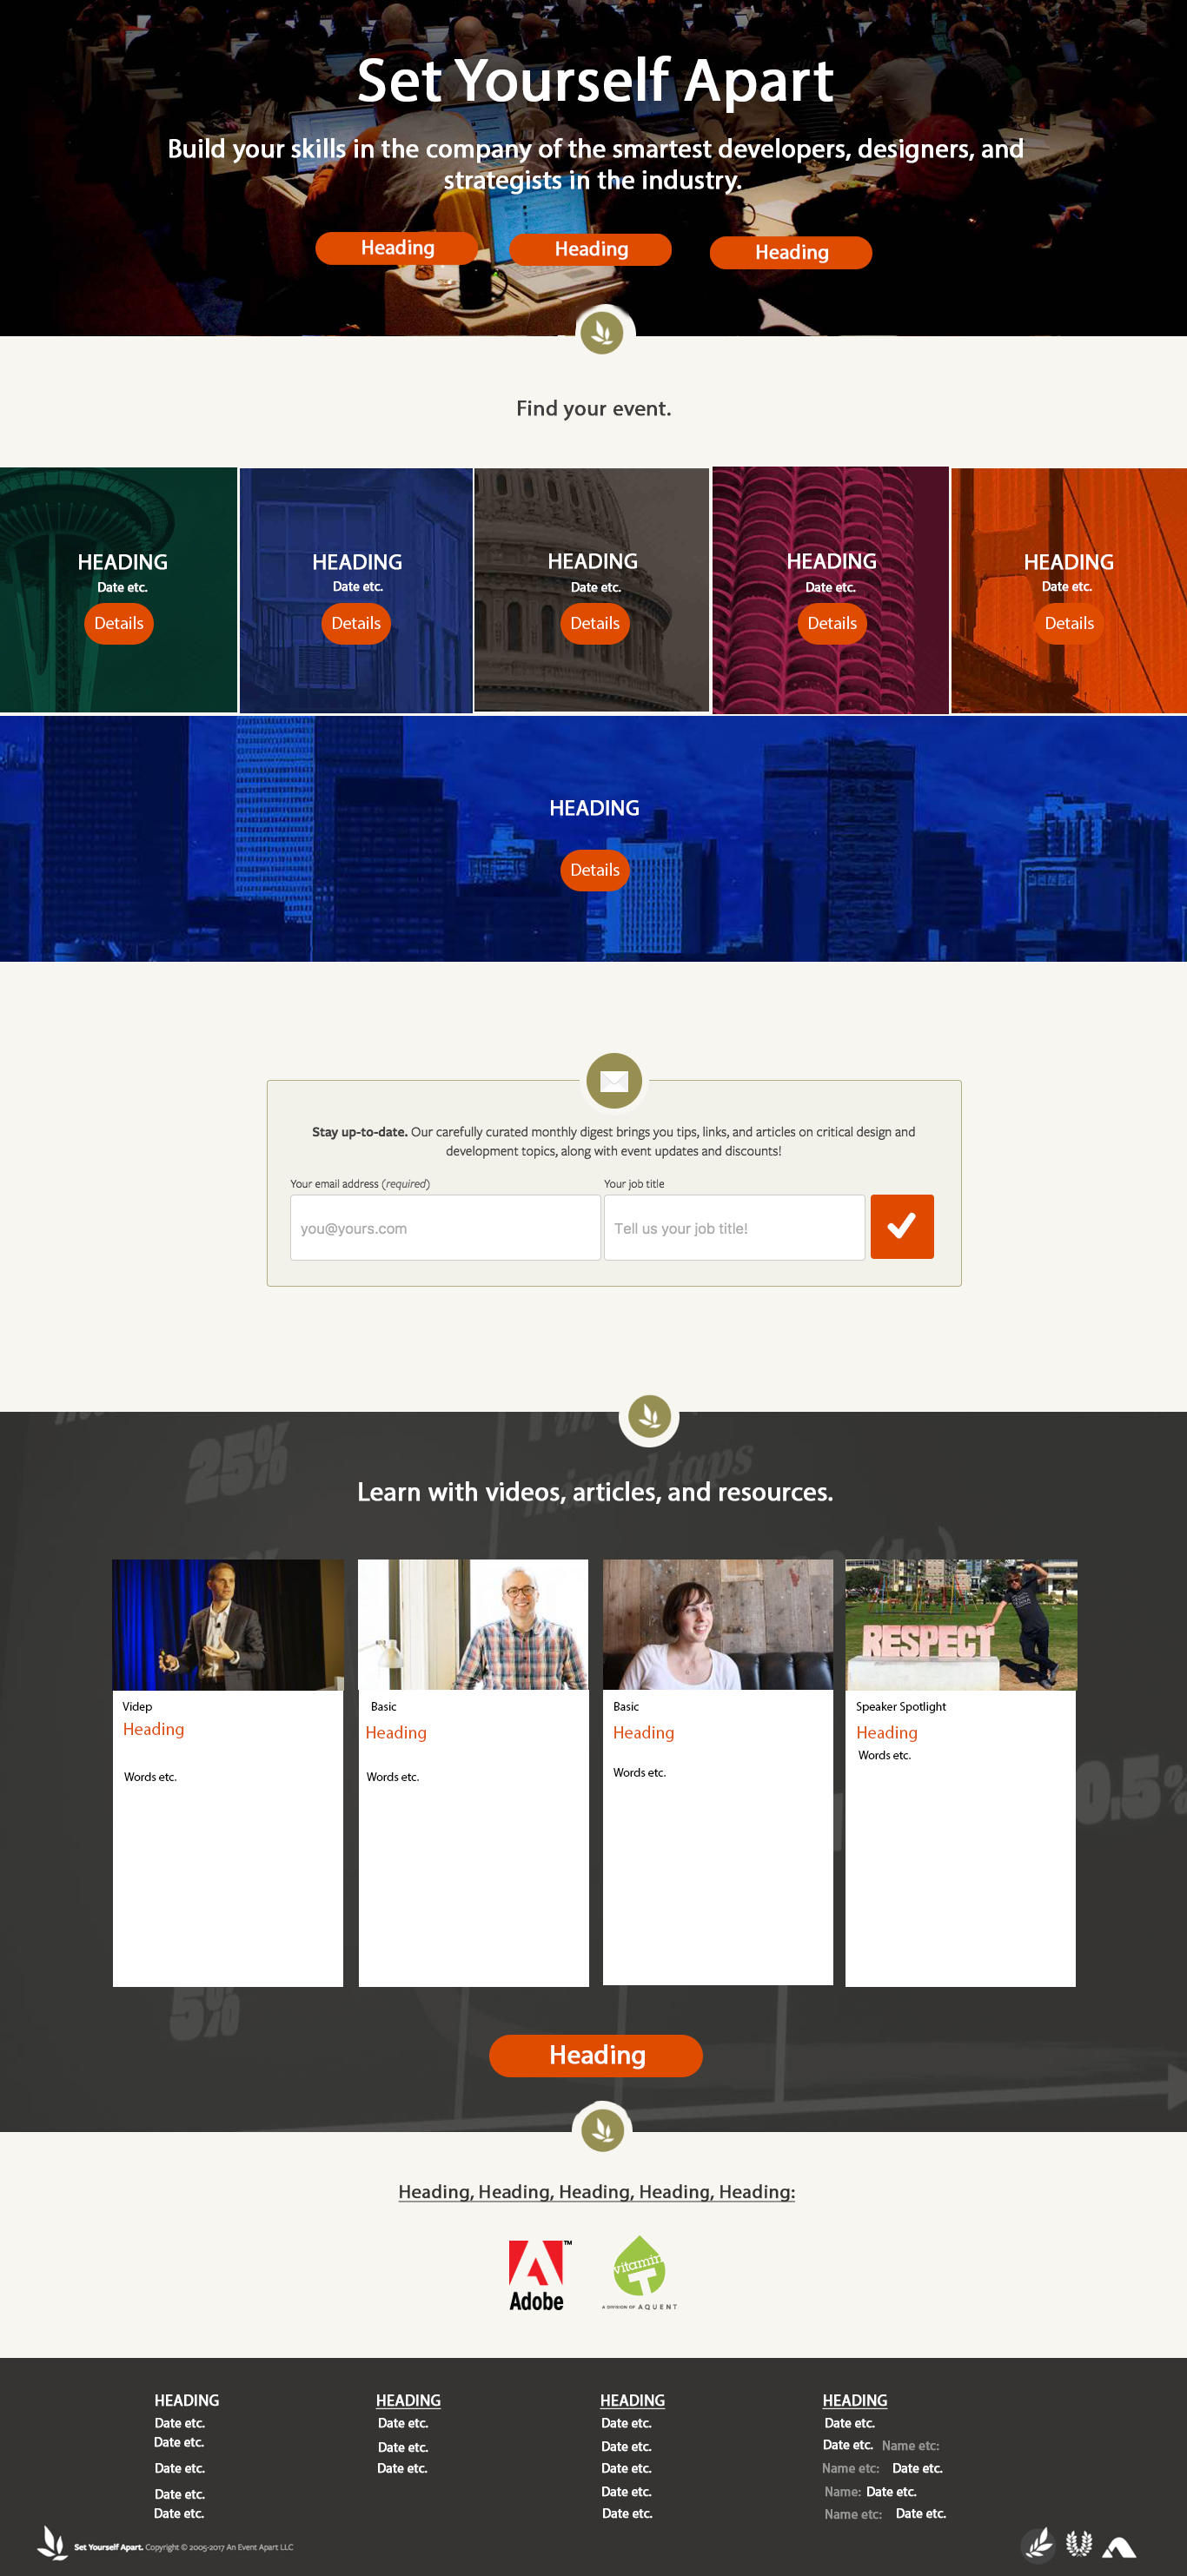 Set Yourself Apart
Build your skills in the company of the smartest developers, designers, and
strategists in the industry.
Heading
Heading
Heading
Find your event.
HEADING
Date etc.
Details
HEADING
Date etc.
Details
HEADING
Date etc.
Details
HEADING
Date etc.
Details
HEADING
Date etc.
Details
HEADING
Details
Stay up-to-date. Our carefully curated monthly digest brings you tips, links, and articles on critical design and
development topics, along with event updates and discounts!
Your email address (required)
Your job title
you@yours.com
Tell us your job title!
25%
missed taps
Learn with videos, articles, and resources.
RESPECT
Videp
Heading
Words etc.
Basic
Heading
Words etc.
Basic
Heading
Words etc.
Speaker Spotlight
Heading
Words etc.
0.5%
5%
Heading
Heading, Heading, Heading, Heading, Heading:
Adobe™
vitamin T
A DIVISION OF AQUENT
HEADING
Date etc.
Date etc.
Date etc.
Date etc.
Date etc.
HEADING
Date etc.
Date etc.
Date etc.
HEADING
Date etc.
Date etc.
Date etc.
Date etc.
Date etc.
HEADING
Date etc.
Date etc. Name etc:
Name etc: Date etc.
Name: Date etc.
Name etc: Date etc.
Set Yourself Apart. Copyright © 2005-2017 An Event Apart LLC